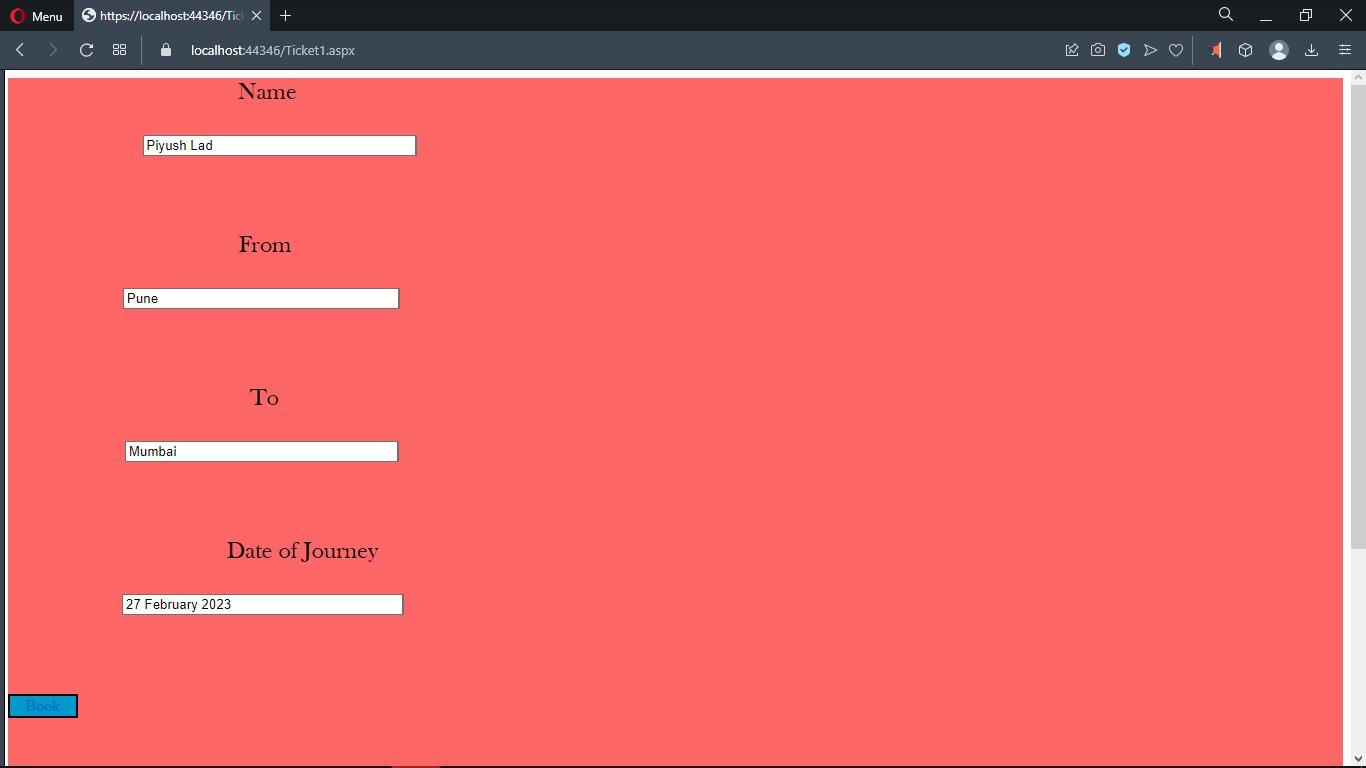 Menu
https://localhost:44346/Tic
localhost:44346/Ticket1.aspx
Name
Piyush Lad
From
Pune
To
Mumbai
Date of Journey
27 February 2023
Book